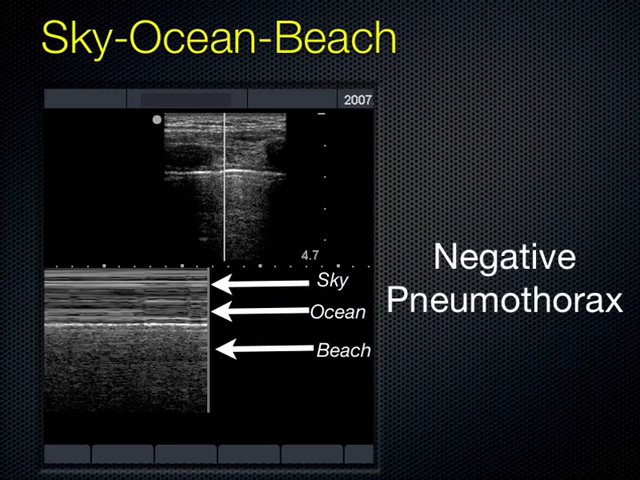 Sky-Ocean-Beach
2007
4.7
Sky
Ocean
Beach
Negative
Pneumothorax